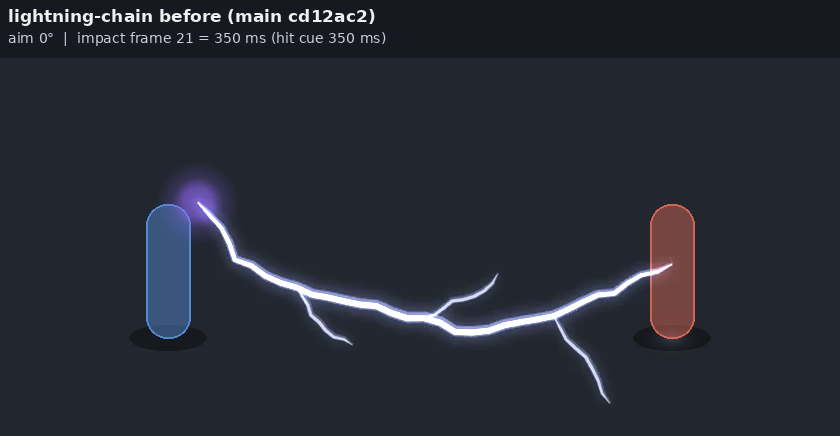 lightning-chain before (main cd12ac2)
aim 0°  |  impact frame 21 = 350 ms (hit cue 350 ms)